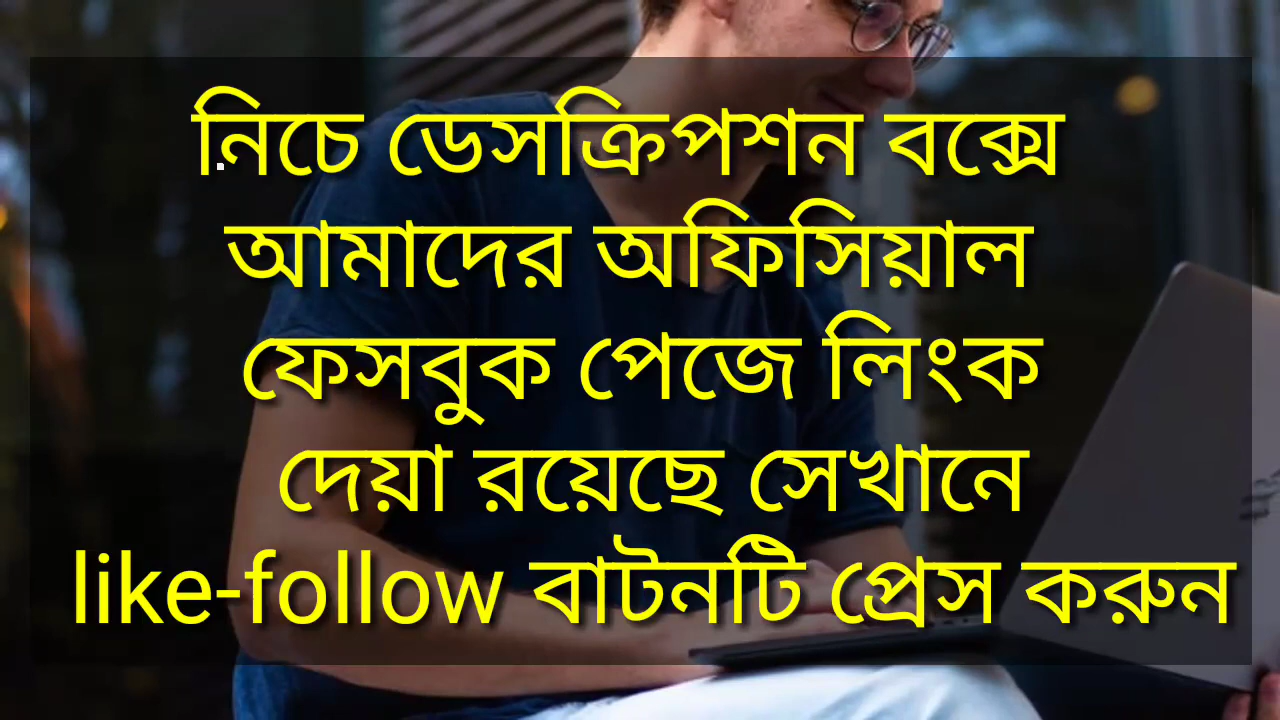 নিচে ডেসক্রিপশন বক্সে
আমাদের অফিসিয়াল
ফেসবুক পেজে লিংক
দেয়া রয়েছে সেখানে
like-follow বাটনটি প্রেস করুন